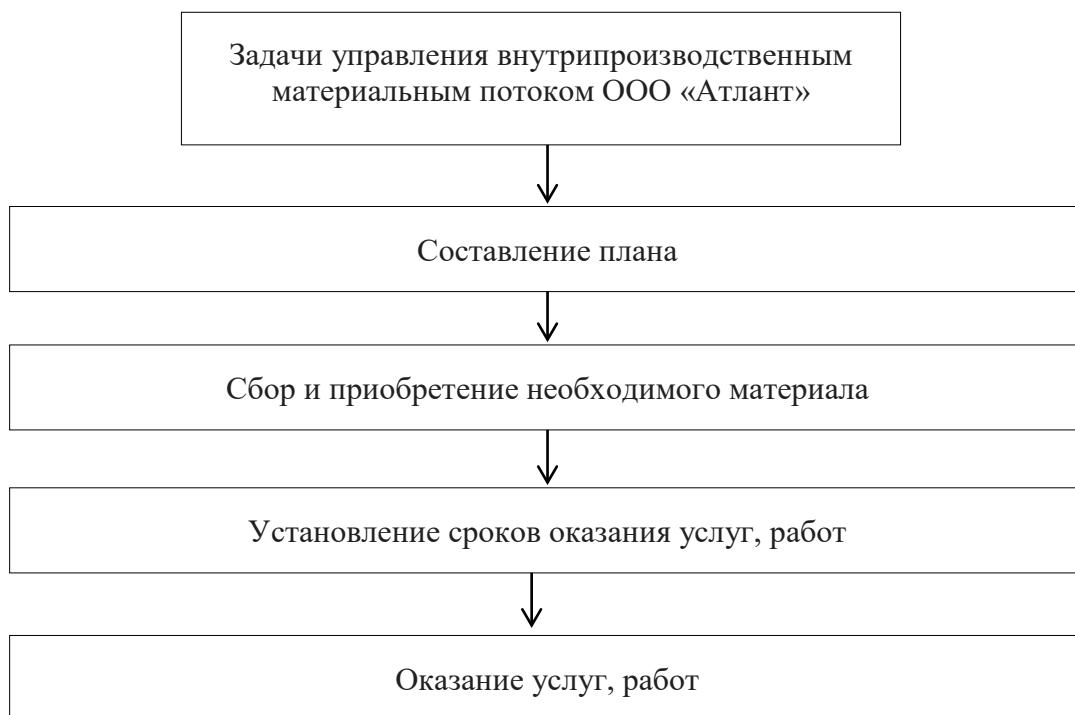 Задачи управления внутрипроизводственным
материальным потоком ООО «Атлант»
Составление плана
Сбор и приобретение необходимого материала
Установление сроков оказания услуг, работ
Оказание услуг, работ